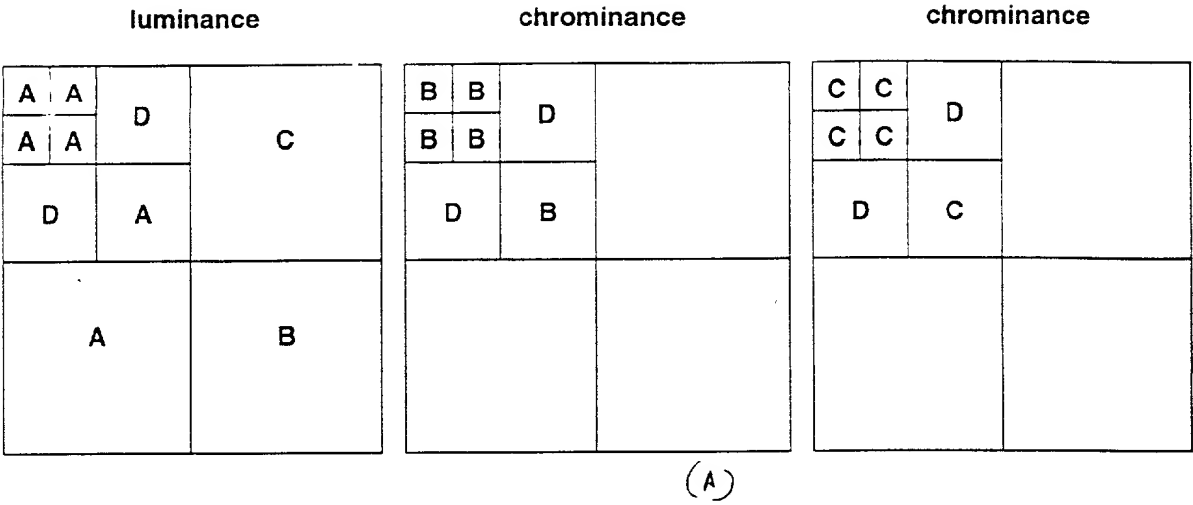 luminance chrominance chrominance
A A D C
A A
D A
A B
B B D
B B
D B
C C D
C C
D C
(A)